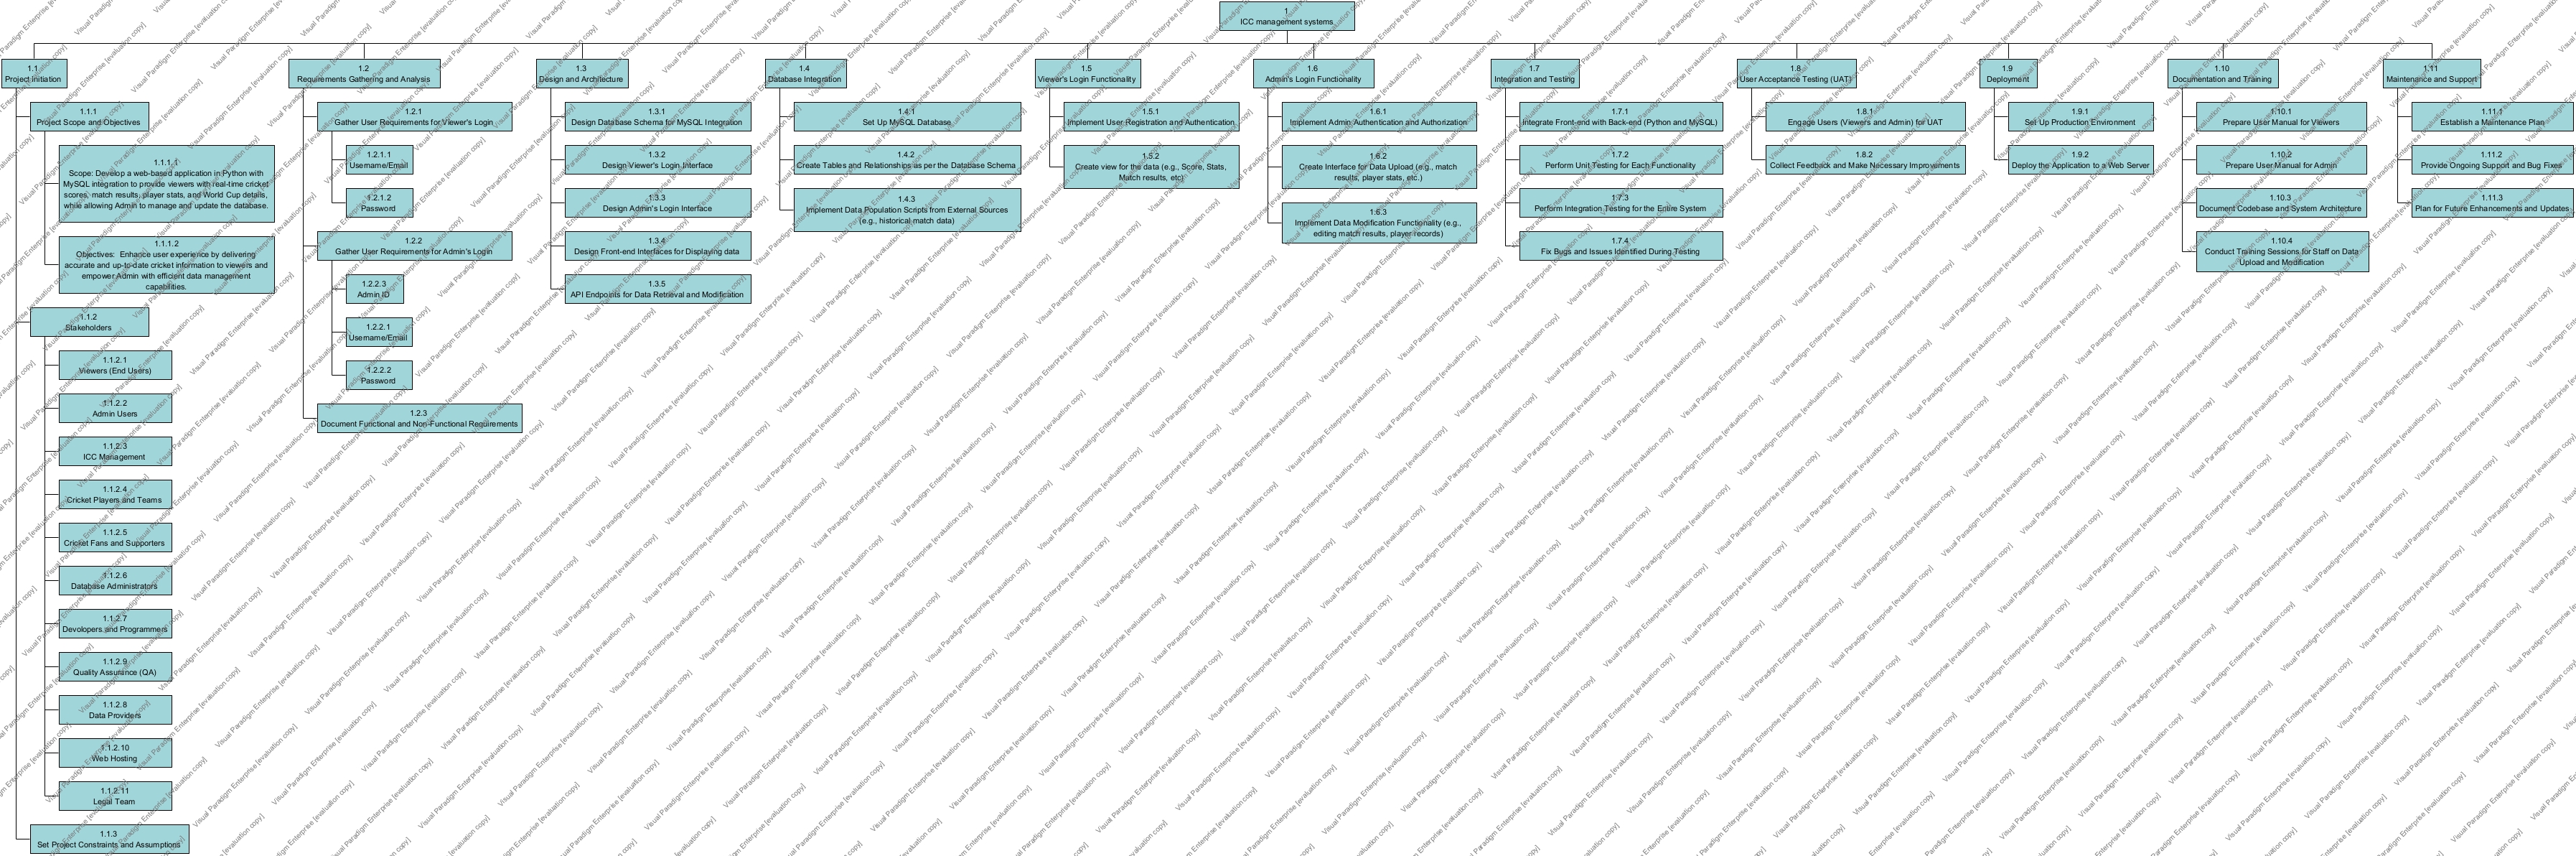 1
ICC management systems
1.1
Project Initiation
1.1.1
Project Scope and Objectives
1.1.1.1
Scope: Develop a web-based application in Python with
MySQL integration to provide viewers with real-time cricket
scores, match results, player stats, and World Cup details,
while allowing Admin to manage and update the database.
1.1.1.2
Objectives: Enhance user experience by delivering
accurate and up-to-date cricket information to viewers and
empower Admin with efficient data management
capabilities.
1.1.2
Stakeholders
1.1.2.1
Viewers (End Users)
1.1.2.2
Admin Users
1.1.2.3
ICC Management
1.1.2.4
Cricket Players and Teams
1.1.2.5
Cricket Fans and Supporters
1.1.2.6
Database Administrators
1.1.2.7
Devolopers and Programmers
1.1.2.9
Quality Assurance (QA)
1.1.2.8
Data Providers
1.1.2.10
Web Hosting
1.1.2.11
Legal Team
1.1.3
Set Project Constraints and Assumptions
1.2
Requirements Gathering and Analysis
1.2.1
Gather User Requirements for Viewer's Login
1.2.1.1
Username/Email
1.2.1.2
Password
1.2.2
Gather User Requirements for Admin's Login
1.2.2.3
Admin ID
1.2.2.1
Username/Email
1.2.2.2
Password
1.2.3
Document Functional and Non-Functional Requirements
1.3
Design and Architecture
1.3.1
Design Database Schema for MySQL Integration
1.3.2
Design Viewer's Login Interface
1.3.3
Design Admin's Login Interface
1.3.4
Design Front-end Interfaces for Displaying data
1.3.5
API Endpoints for Data Retrieval and Modification
1.4
Database Integration
1.4.1
Set Up MySQL Database
1.4.2
Create Tables and Relationships as per the Database Schema
1.4.3
Implement Data Population Scripts from External Sources
(e.g., historical match data)
1.5
Viewer's Login Functionality
1.5.1
Implement User Registration and Authentication
1.5.2
Create view for the data (e.g., Score, Stats,
Match results, etc)
1.6
Admin's Login Functionality
1.6.1
Implement Admin Authentication and Authorization
1.6.2
Create Interface for Data Upload (e.g., match
results, player stats, etc.)
1.6.3
Implement Data Modification Functionality (e.g.,
editing match results, player records)
1.7
Integration and Testing
1.7.1
Integrate Front-end with Back-end (Python and MySQL)
1.7.2
Perform Unit Testing for Each Functionality
1.7.3
Perform Integration Testing for the Entire System
1.7.4
Fix Bugs and Issues Identified During Testing
1.8
User Acceptance Testing (UAT)
1.8.1
Engage Users (Viewers and Admin) for UAT
1.8.2
Collect Feedback and Make Necessary Improvements
1.9
Deployment
1.9.1
Set Up Production Environment
1.9.2
Deploy the Application to a Web Server
1.10
Documentation and Training
1.10.1
Prepare User Manual for Viewers
1.10.2
Prepare User Manual for Admin
1.10.3
Document Codebase and System Architecture
1.10.4
Conduct Training Sessions for Staff on Data
Upload and Modification
1.11
Maintenance and Support
1.11.1
Establish a Maintenance Plan
1.11.2
Provide Ongoing Support and Bug Fixes
1.11.3
Plan for Future Enhancements and Updates
Visual Paradigm Enterprise [evaluation copy]